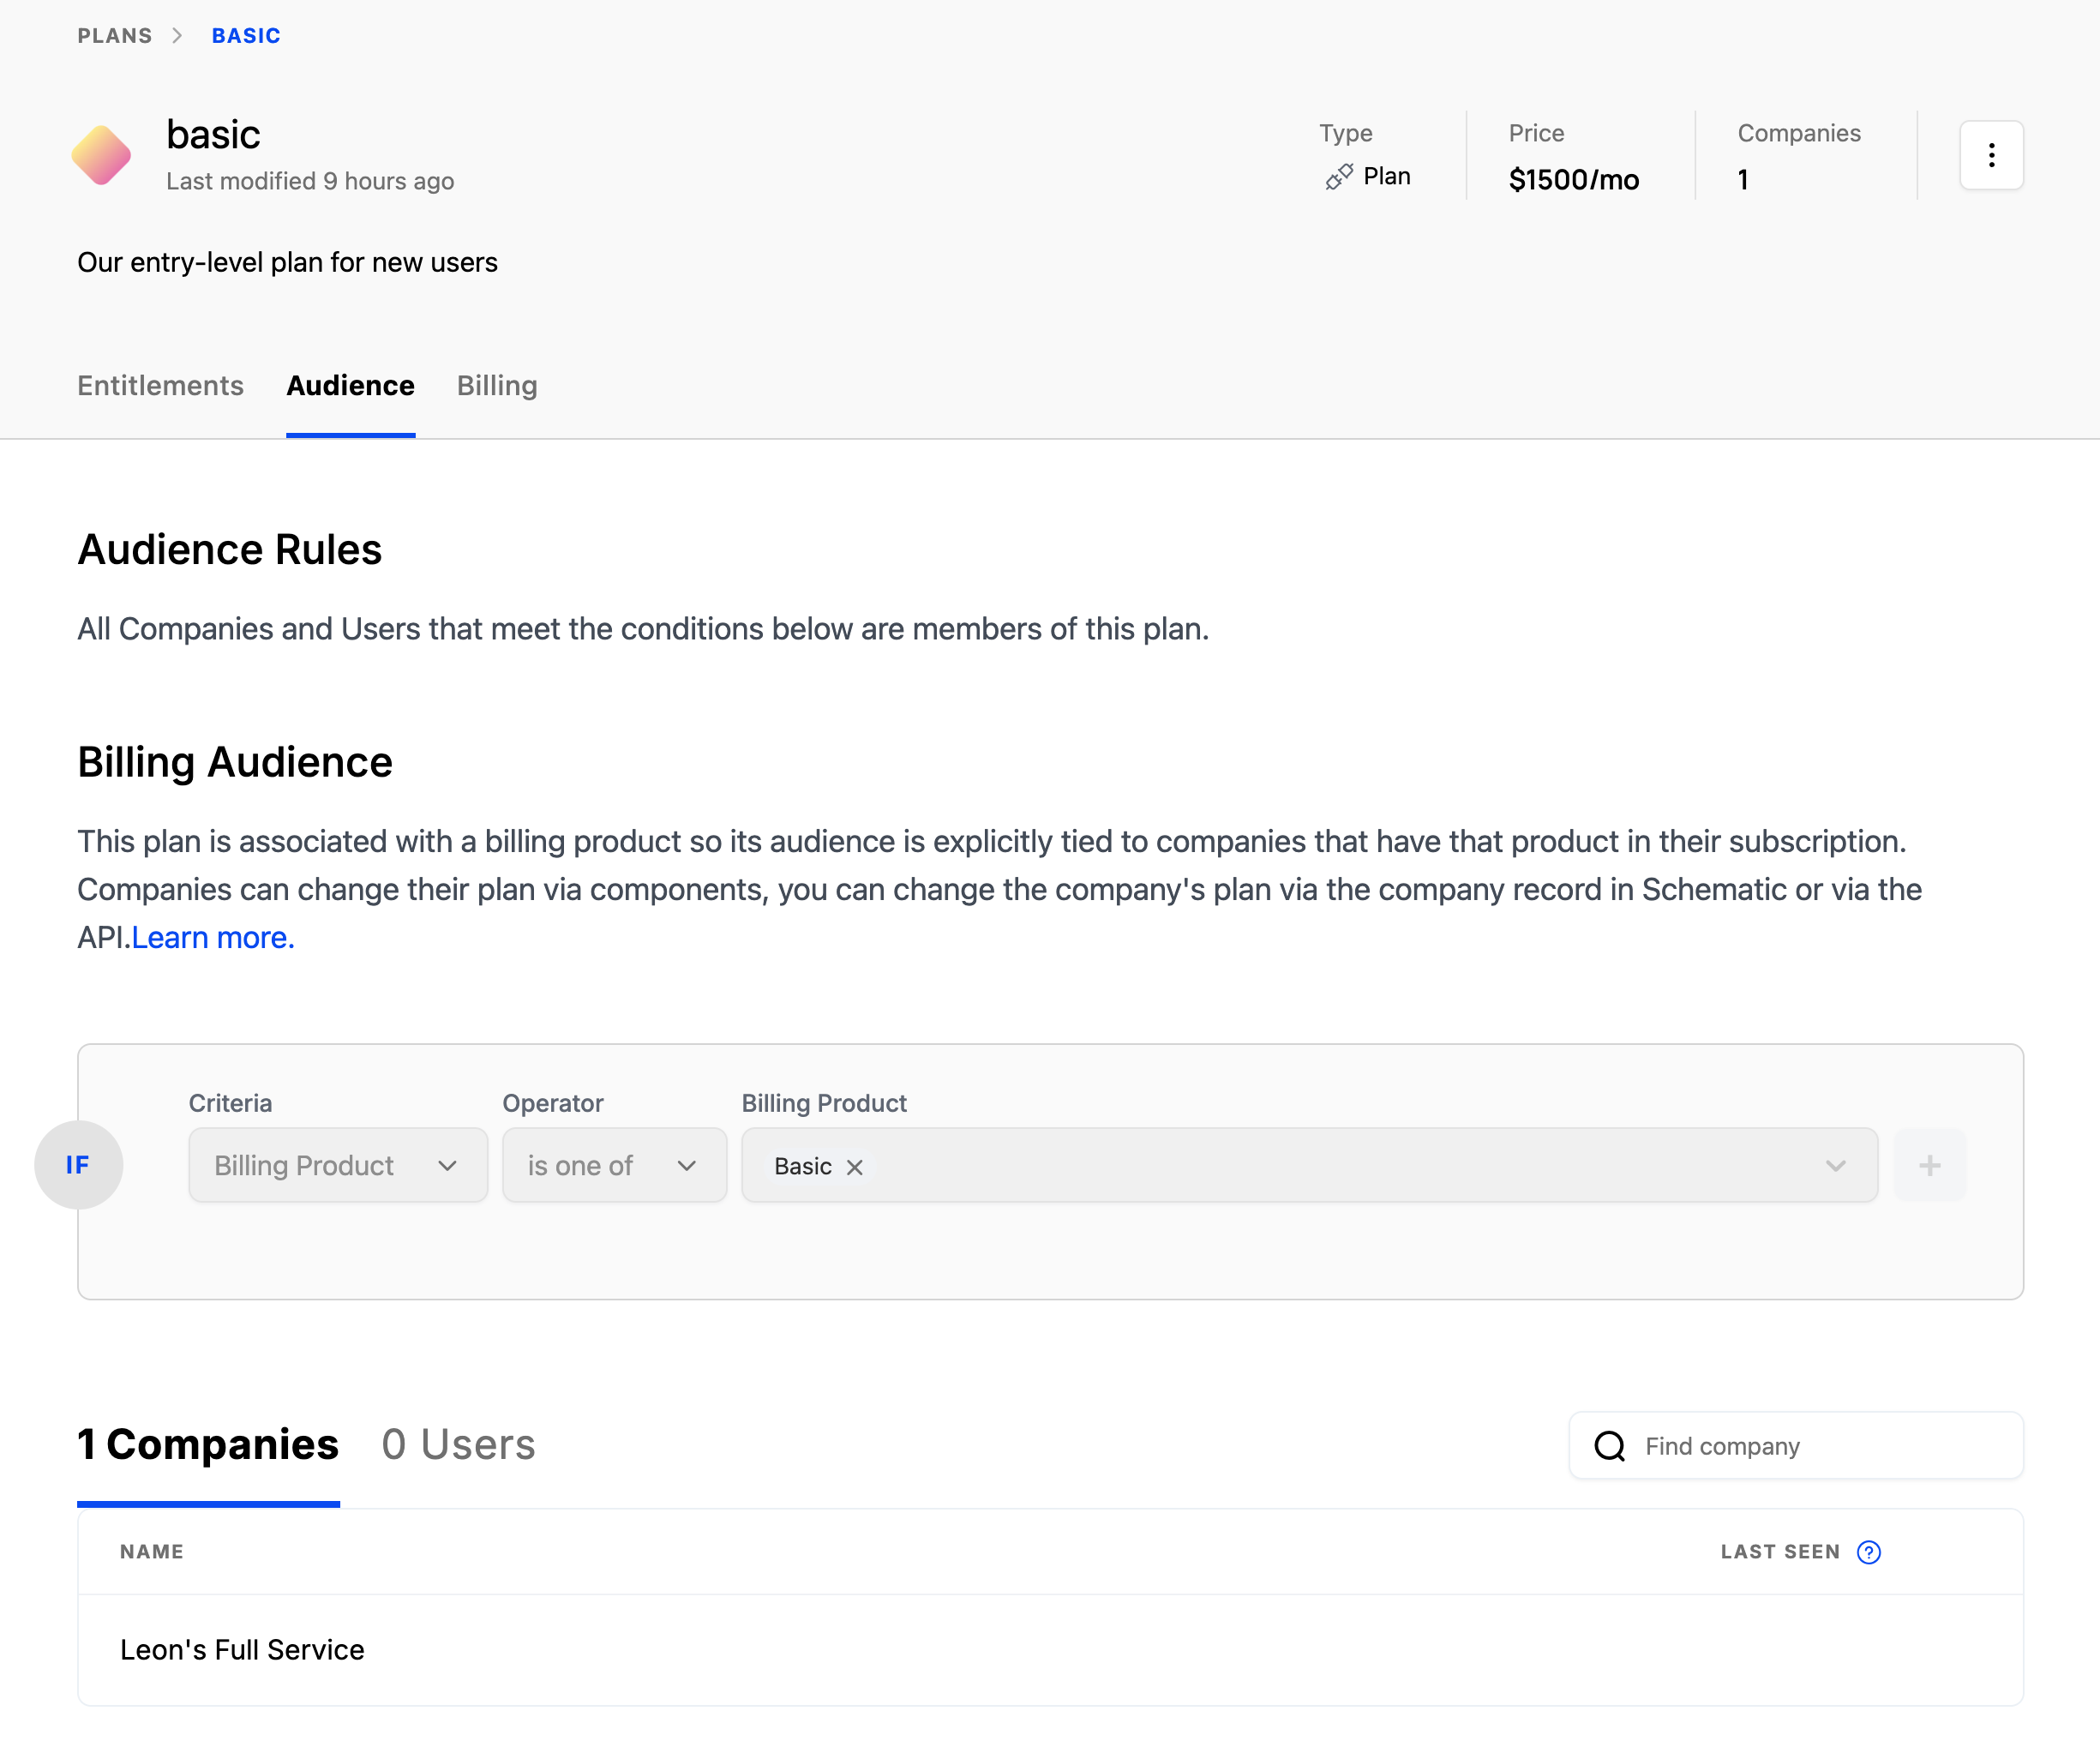 PLANS > BASIC
basic
Last modified 9 hours ago
Type
Plan
Price
$1500/mo
Companies
1
Our entry-level plan for new users
Entitlements Audience Billing
Audience Rules
All Companies and Users that meet the conditions below are members of this plan.
Billing Audience
This plan is associated with a billing product so its audience is explicitly tied to companies that have that product in their subscription.
Companies can change their plan via components, you can change the company's plan via the company record in Schematic or via the
API.Learn more.
Criteria Operator Billing Product
IF Billing Product is one of Basic
1 Companies 0 Users Find company
NAME LAST SEEN ?
Leon's Full Service